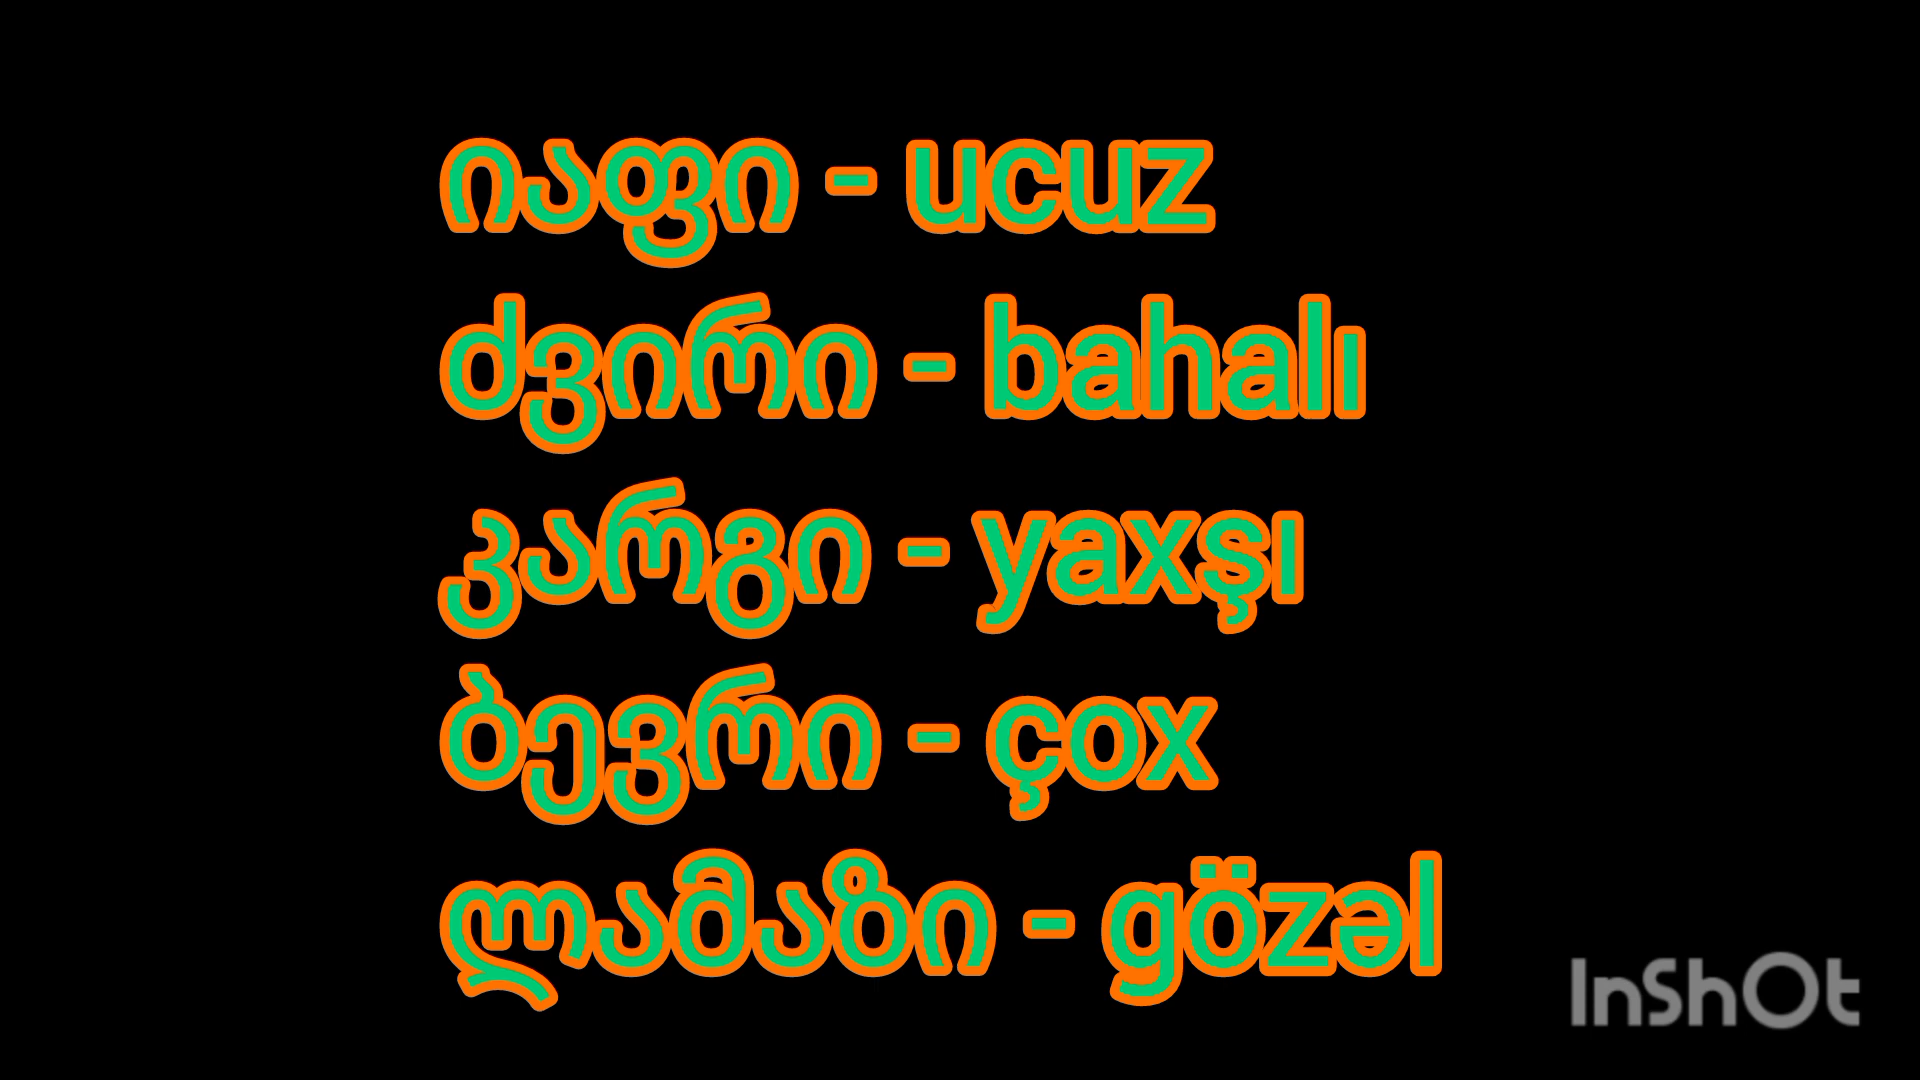 იაფი - ucuz
ძვირი - bahalı
კარგი - yaxşı
ბევრი - çox
ლამაზი - gözəl
InShOt